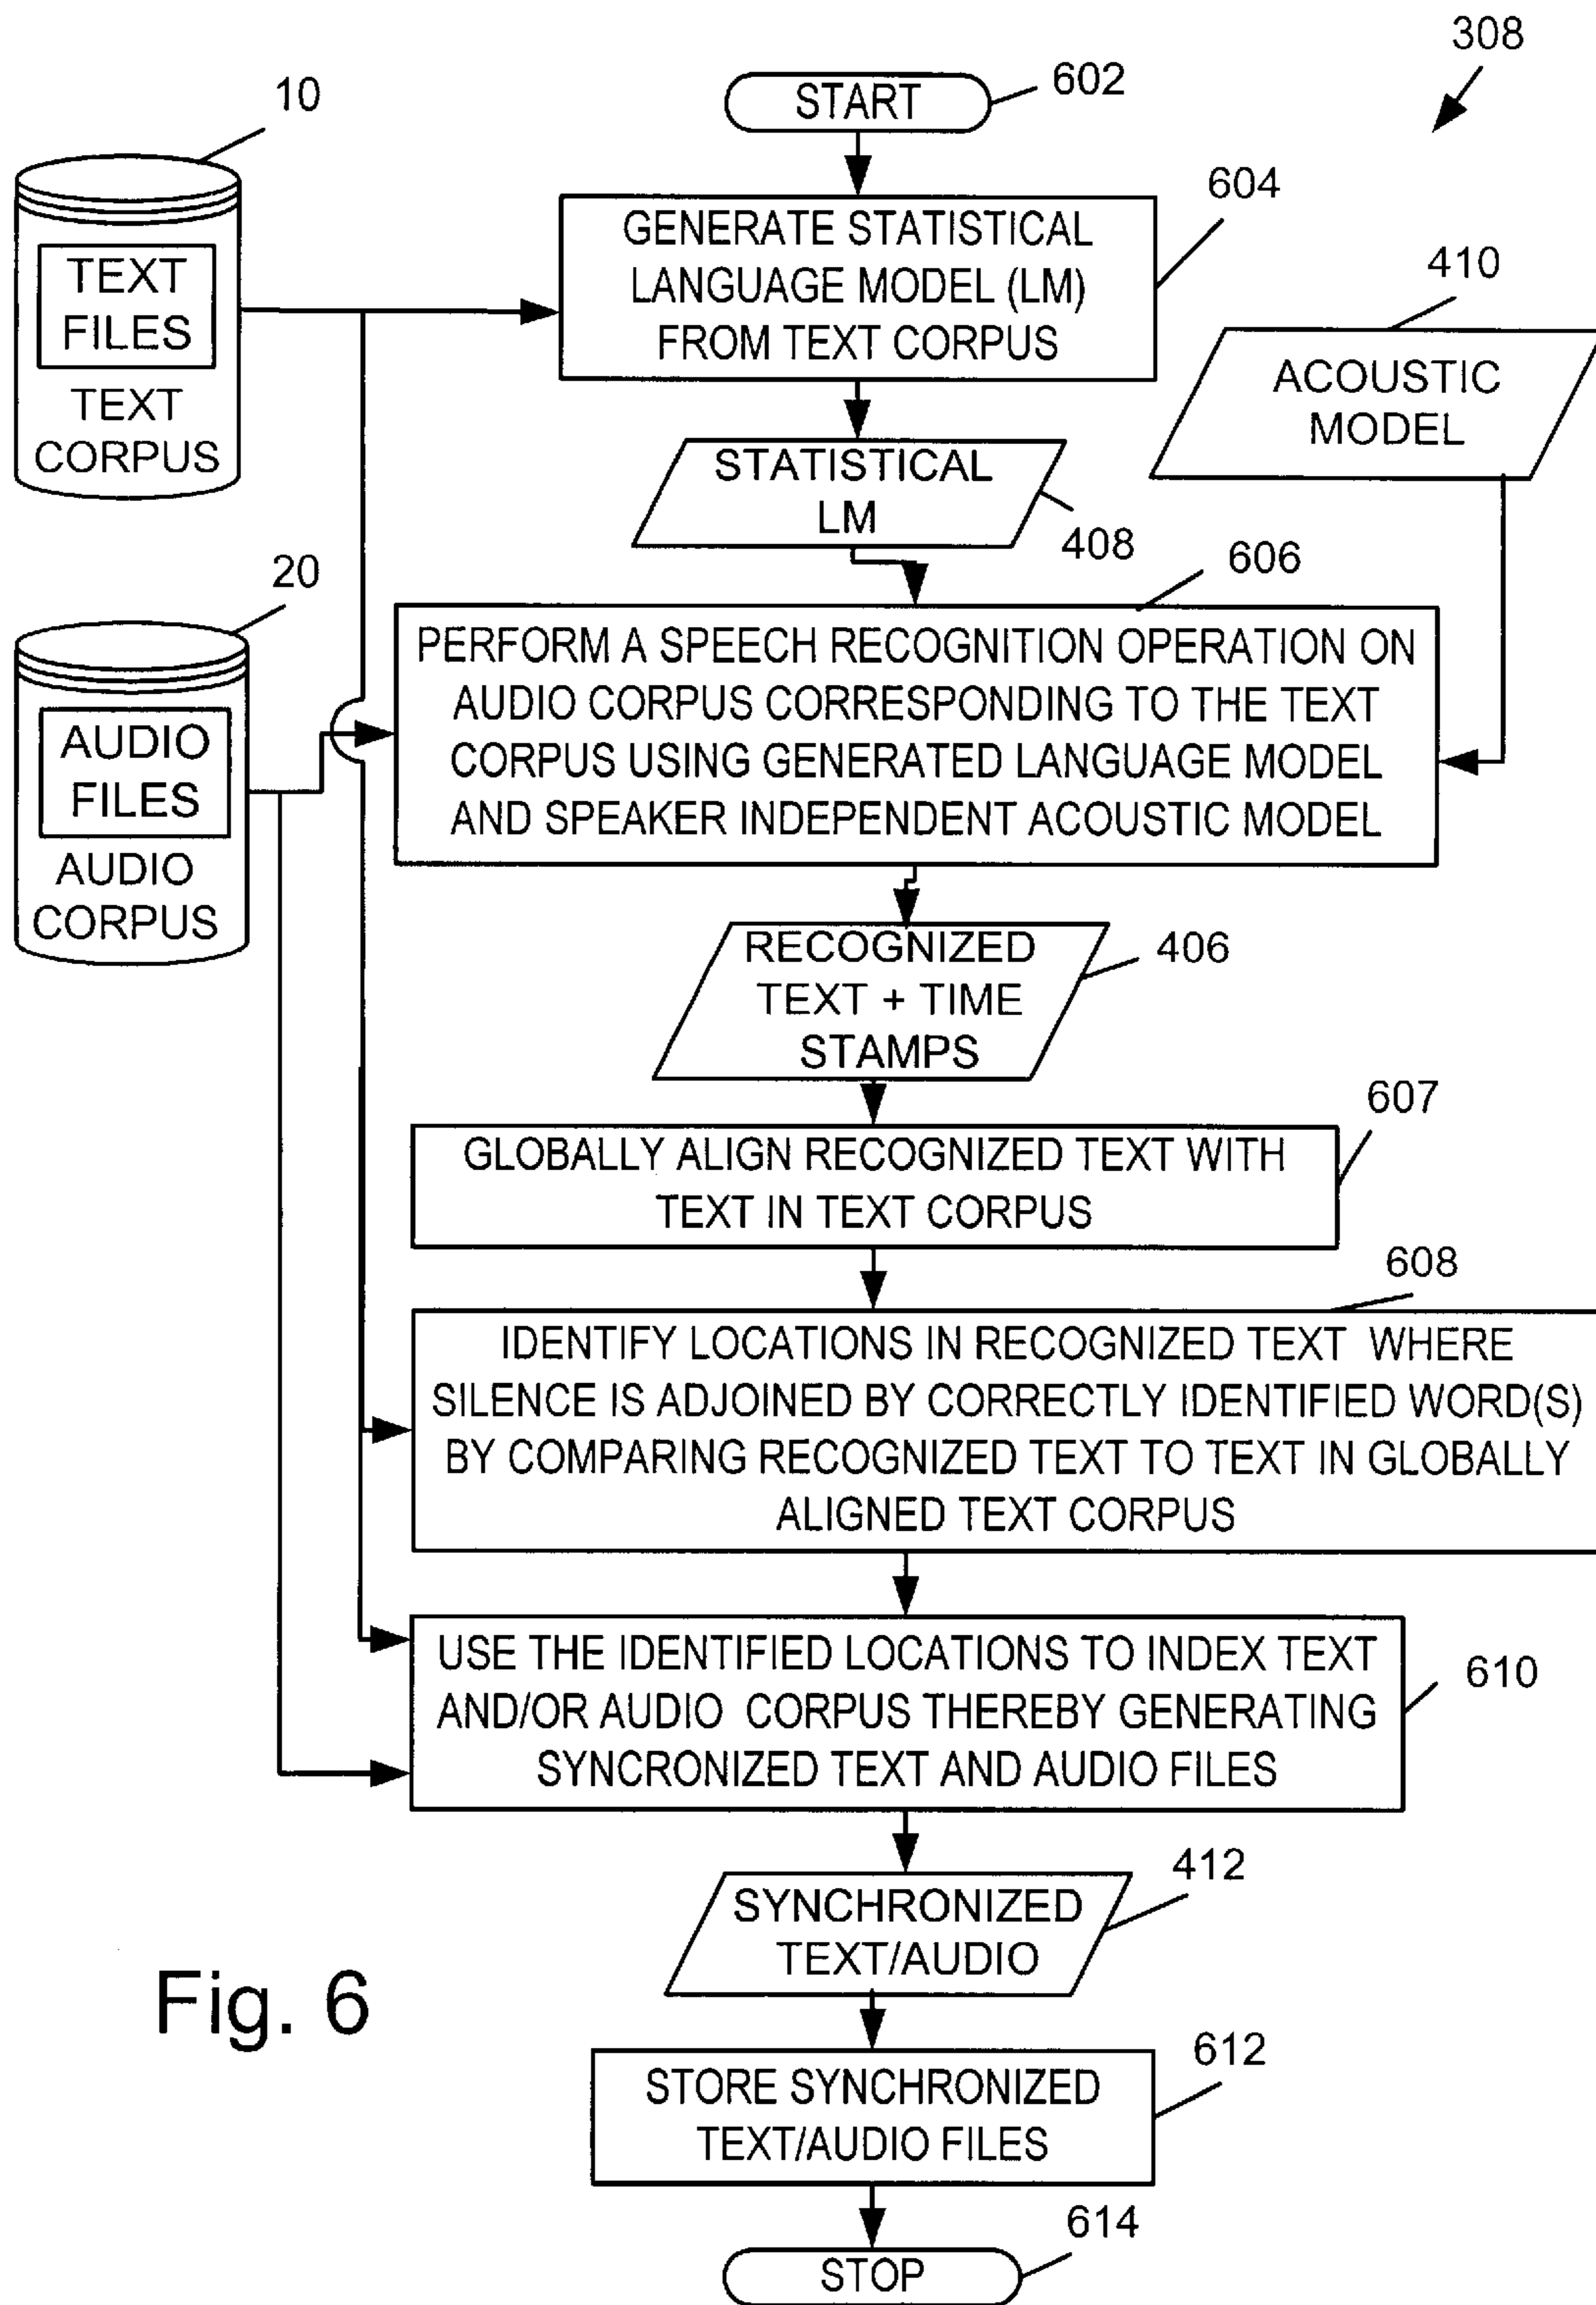 308
10
START
602
604
GENERATE STATISTICAL
LANGUAGE MODEL (LM)
FROM TEXT CORPUS
TEXT
FILES
TEXT
CORPUS
410
ACOUSTIC
MODEL
STATISTICAL
LM
408
20
606
PERFORM A SPEECH RECOGNITION OPERATION ON
AUDIO CORPUS CORRESPONDING TO THE TEXT
CORPUS USING GENERATED LANGUAGE MODEL
AND SPEAKER INDEPENDENT ACOUSTIC MODEL
AUDIO
FILES
AUDIO
CORPUS
RECOGNIZED
TEXT + TIME
STAMPS
406
607
GLOBALLY ALIGN RECOGNIZED TEXT WITH
TEXT IN TEXT CORPUS
608
IDENTIFY LOCATIONS IN RECOGNIZED TEXT WHERE
SILENCE IS ADJOINED BY CORRECTLY IDENTIFIED WORD(S)
BY COMPARING RECOGNIZED TEXT TO TEXT IN GLOBALLY
ALIGNED TEXT CORPUS
USE THE IDENTIFIED LOCATIONS TO INDEX TEXT
AND/OR AUDIO CORPUS THEREBY GENERATING
SYNCRONIZED TEXT AND AUDIO FILES
610
412
SYNCHRONIZED
TEXT/AUDIO
Fig. 6
612
STORE SYNCHRONIZED
TEXT/AUDIO FILES
614
STOP